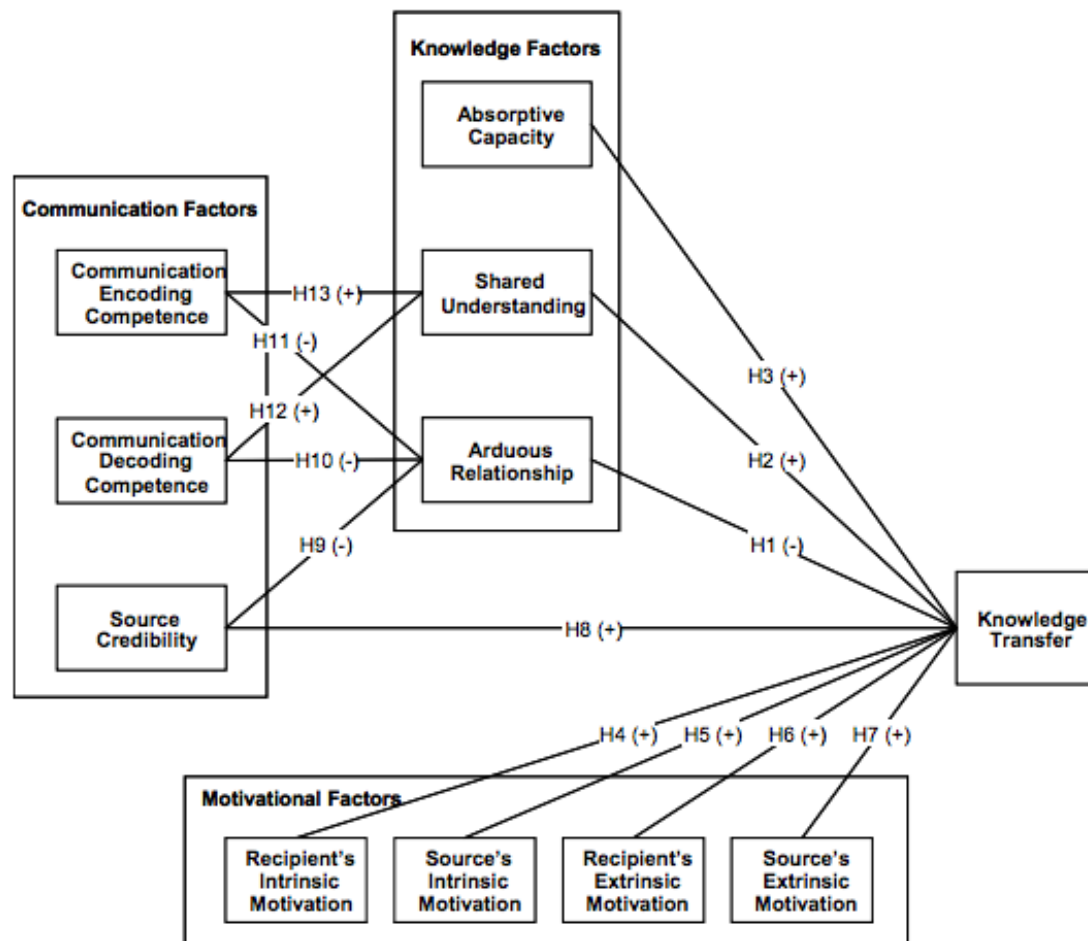 Knowledge Factors
Absorptive
Capacity
Communication Factors
Communication
Encoding
Competence
H13 (+)
Shared
Understanding
H11 (-)
H3 (+)
H12 (+)
Communication
Decoding
Competence
H10 (-)
Arduous
Relationship
H2 (+)
H9 (-)
H1 (-)
Source
Credibility
H8 (+)
Knowledge
Transfer
H4 (+)
H5 (+)
H6 (+)
H7 (+)
Motivational Factors
Recipient's
Intrinsic
Motivation
Source's
Intrinsic
Motivation
Recipient's
Extrinsic
Motivation
Source's
Extrinsic
Motivation